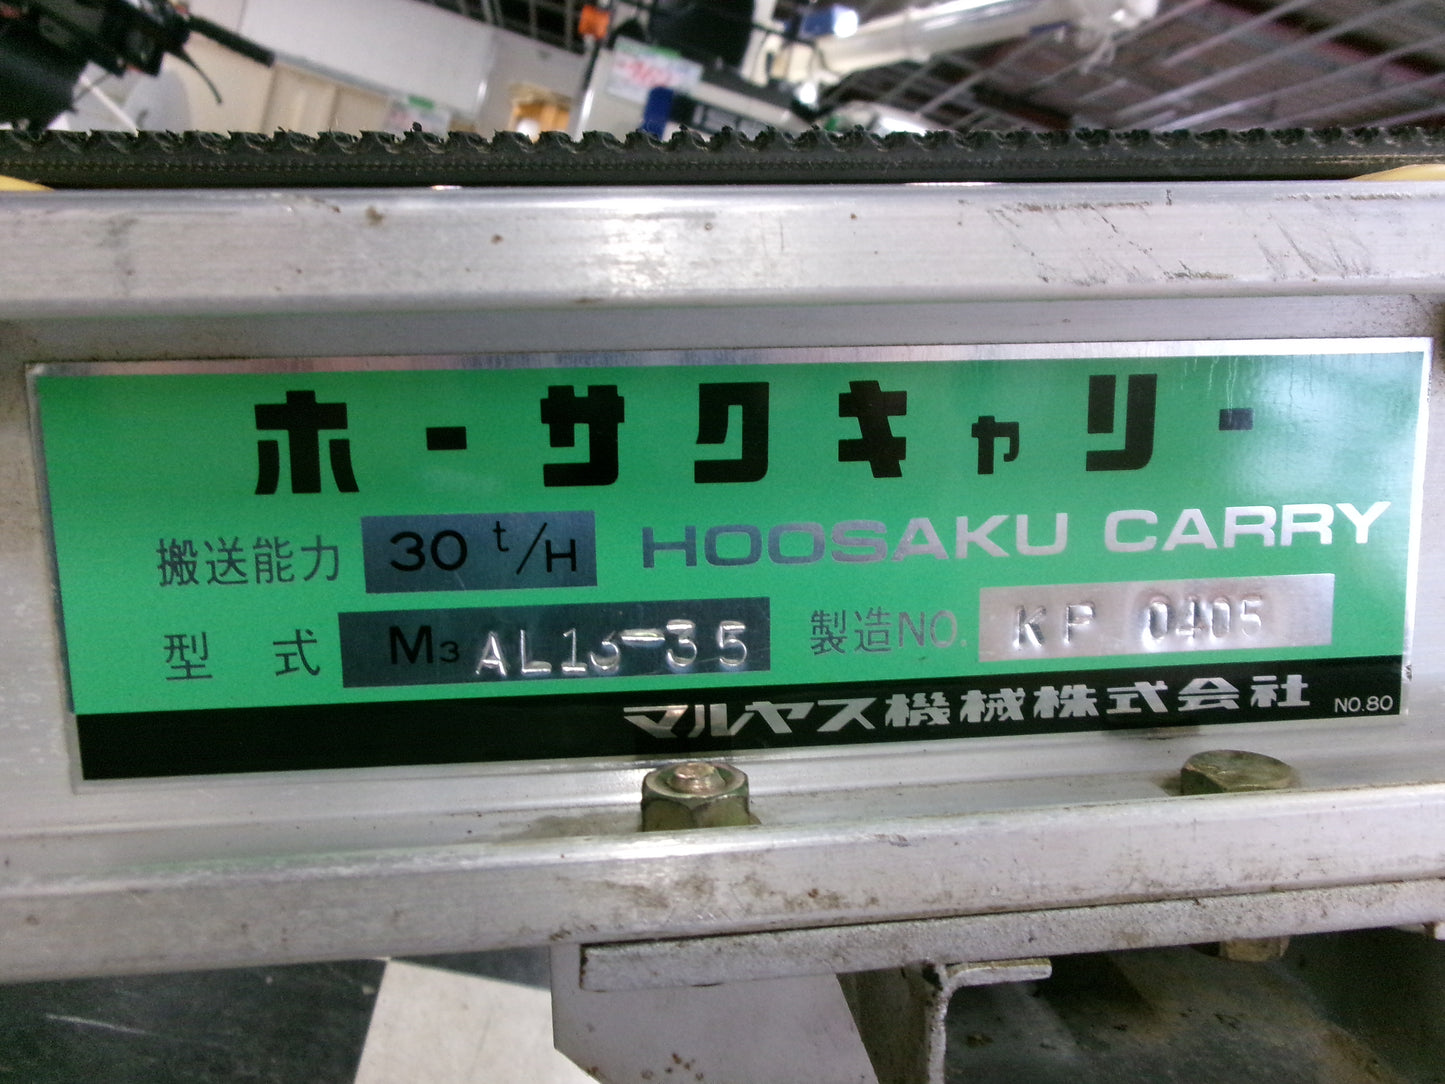 ホーサクキャリー
搬送能力 30 t/H HOOSAKU CARRY
型式 M3 AL13-35 製造NO. KP 0405
マルヤス機械株式会社 NO.80